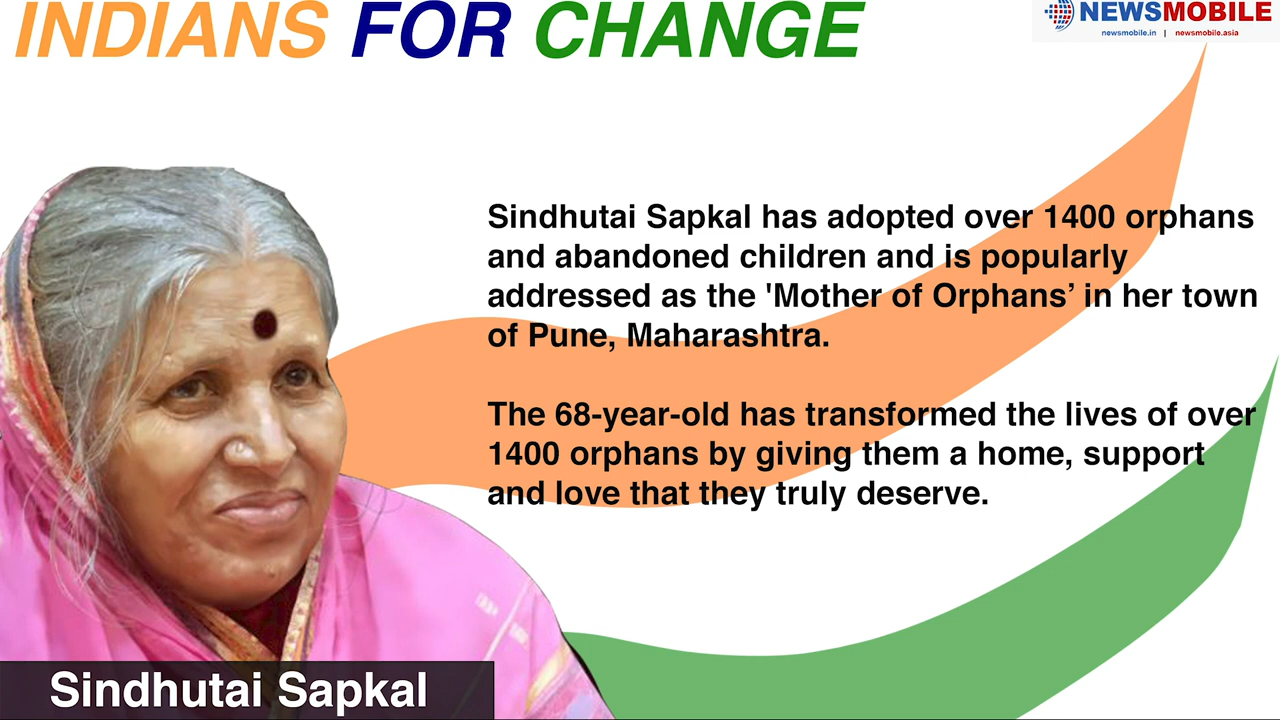 INDIANS FOR CHANGE
NEWSMOBILE
newsmobile.in | newsmobile.asia
Sindhutai Sapkal has adopted over 1400 orphans
and abandoned children and is popularly
addressed as the 'Mother of Orphans’ in her town
of Pune, Maharashtra.
The 68-year-old has transformed the lives of over
1400 orphans by giving them a home, support
and love that they truly deserve.
Sindhutai Sapkal